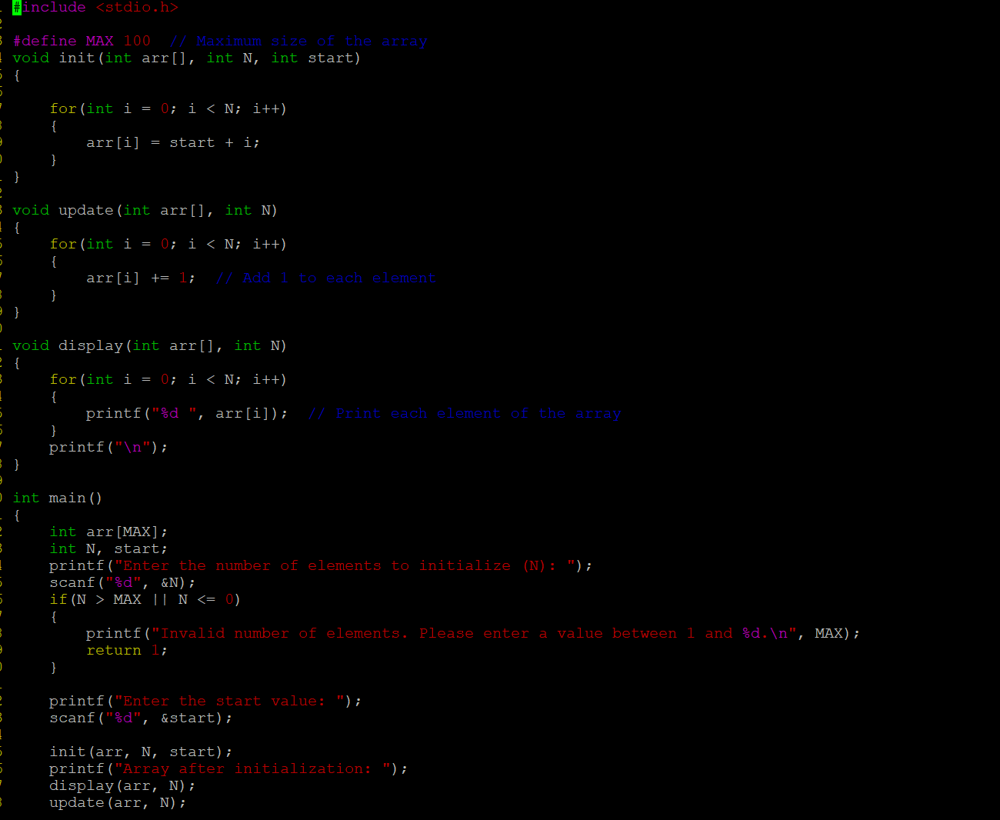 #include <stdio.h>
#define MAX 100  // Maximum size of the array
void init(int arr[], int N, int start)
{
    for(int i = 0; i < N; i++)
    {
        arr[i] = start + i;
    }
}
void update(int arr[], int N)
{
    for(int i = 0; i < N; i++)
    {
        arr[i] += 1;  // Add 1 to each element
    }
}
void display(int arr[], int N)
{
    for(int i = 0; i < N; i++)
    {
        printf("%d ", arr[i]);  // Print each element of the array
    }
    printf("\n");
}
int main()
{
    int arr[MAX];
    int N, start;
    printf("Enter the number of elements to initialize (N): ");
    scanf("%d", &N);
    if(N > MAX || N <= 0)
    {
        printf("Invalid number of elements. Please enter a value between 1 and %d.\n", MAX);
        return 1;
    }
    printf("Enter the start value: ");
    scanf("%d", &start);
    init(arr, N, start);
    printf("Array after initialization: ");
    display(arr, N);
    update(arr, N);